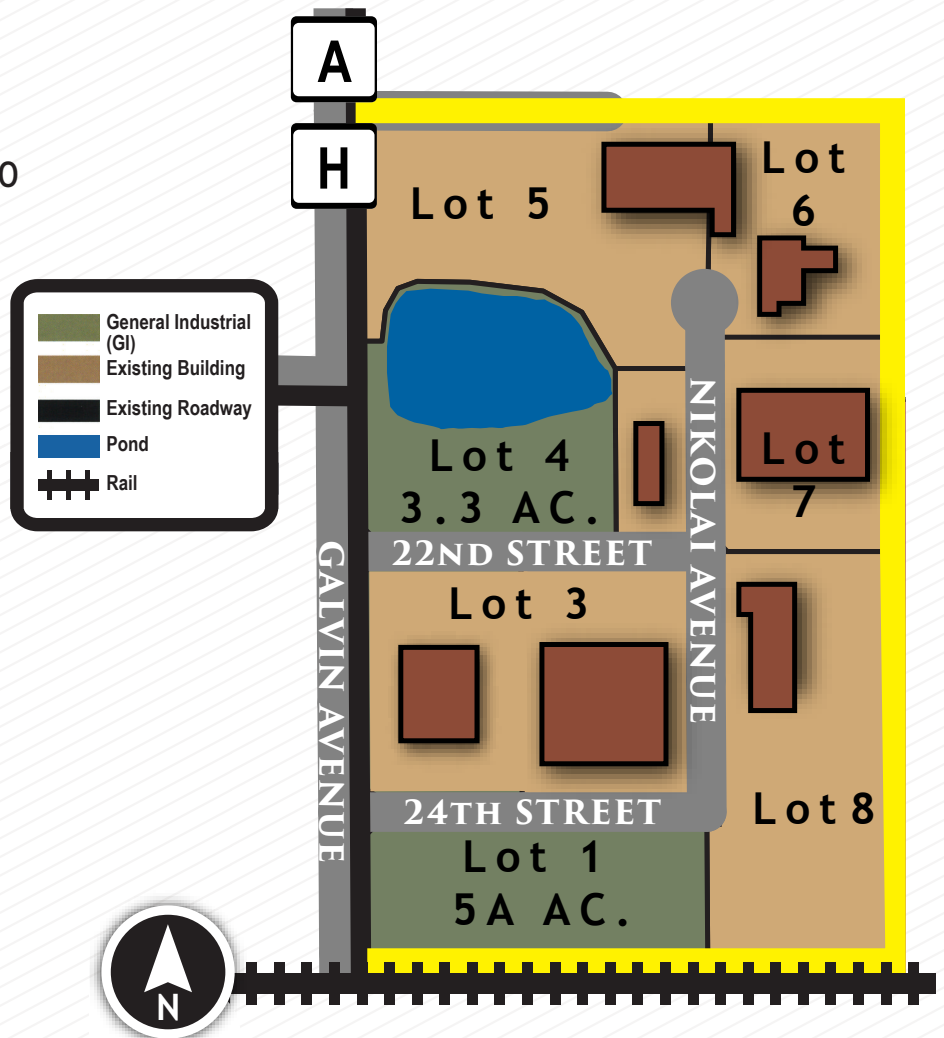 A
H
0
Lot 5
Lot
6
General Industrial
(GI)
Existing Building
Existing Roadway
Pond
Rail
Lot 4
3.3 AC.
Lot
7
NIKOLAI AVENUE
22ND STREET
GALVIN AVENUE
Lot 3
24TH STREET
Lot 8
Lot 1
5A AC.
N